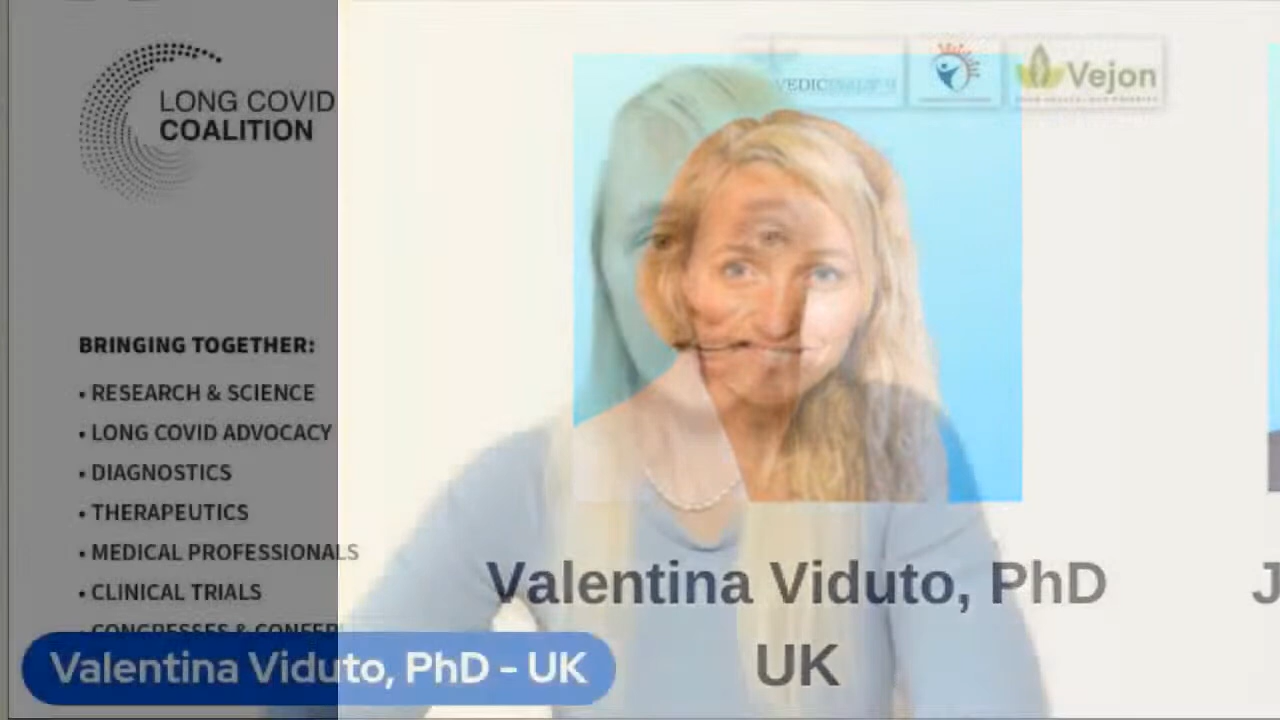 LONG COVID
COALITION
Vejon
BRINGING TOGETHER:
• RESEARCH & SCIENCE
• LONG COVID ADVOCACY
• DIAGNOSTICS
• THERAPEUTICS
• MEDICAL PROFESSIONALS
• CLINICAL TRIALS
Valentina Viduto, PhD
UK
J
Valentina Viduto, PhD – UK